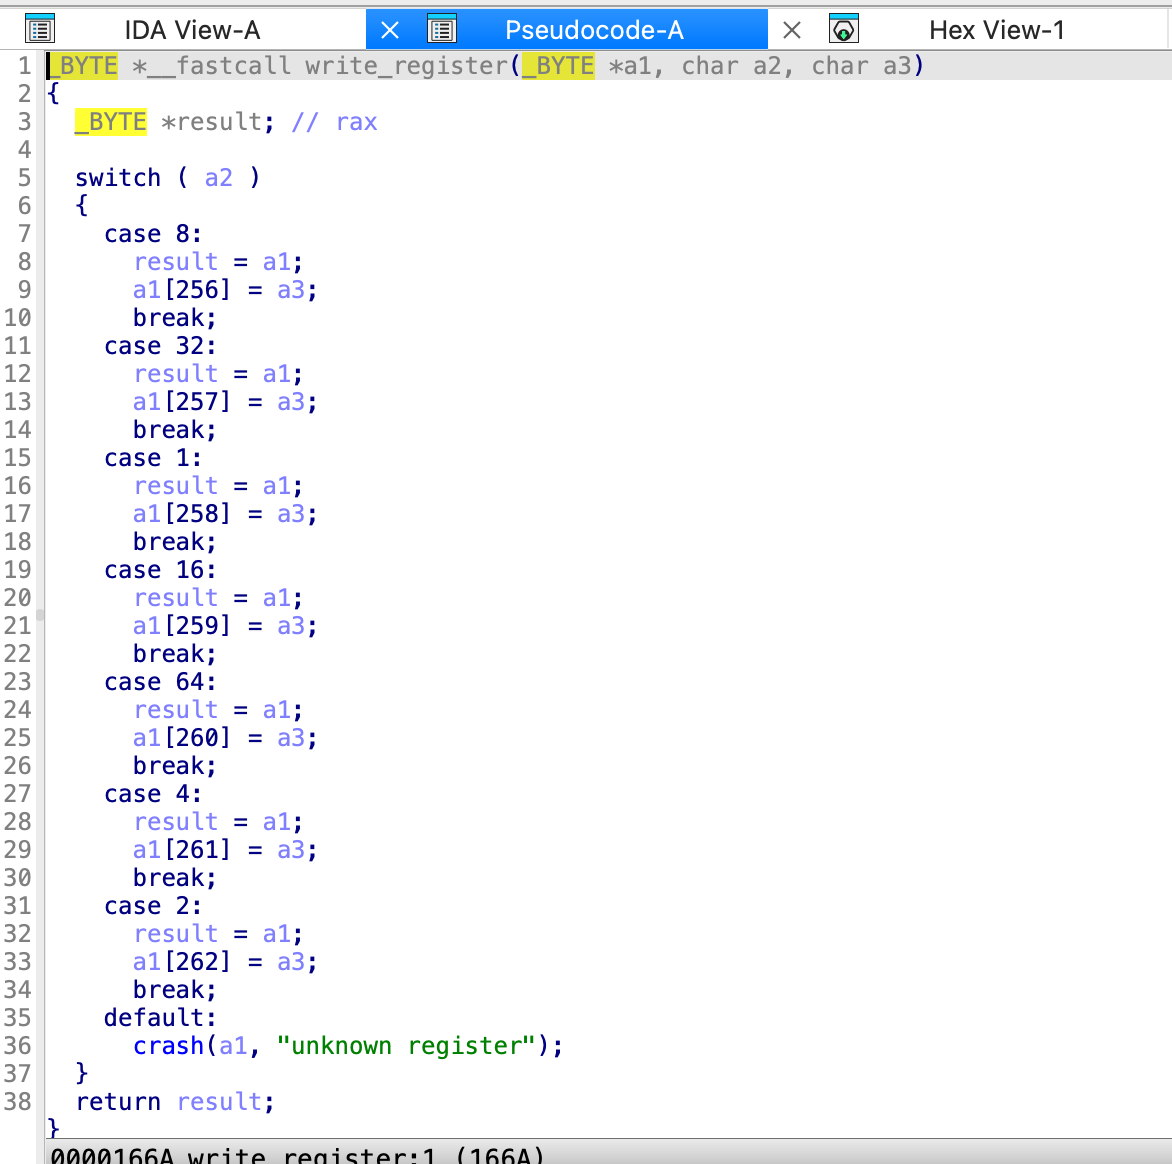 IDA View-A Pseudocode-A Hex View-1
1 _BYTE *__fastcall write_register(_BYTE *a1, char a2, char a3)
2 {
3 _BYTE *result; // rax
4
5 switch ( a2 )
6 {
7 case 8:
8 result = a1;
9 a1[256] = a3;
10 break;
11 case 32:
12 result = a1;
13 a1[257] = a3;
14 break;
15 case 1:
16 result = a1;
17 a1[258] = a3;
18 break;
19 case 16:
20 result = a1;
21 a1[259] = a3;
22 break;
23 case 64:
24 result = a1;
25 a1[260] = a3;
26 break;
27 case 4:
28 result = a1;
29 a1[261] = a3;
30 break;
31 case 2:
32 result = a1;
33 a1[262] = a3;
34 break;
35 default:
36 crash(a1, "unknown register");
37 }
38 return result;
}
0000166A write_register:1 (166A)